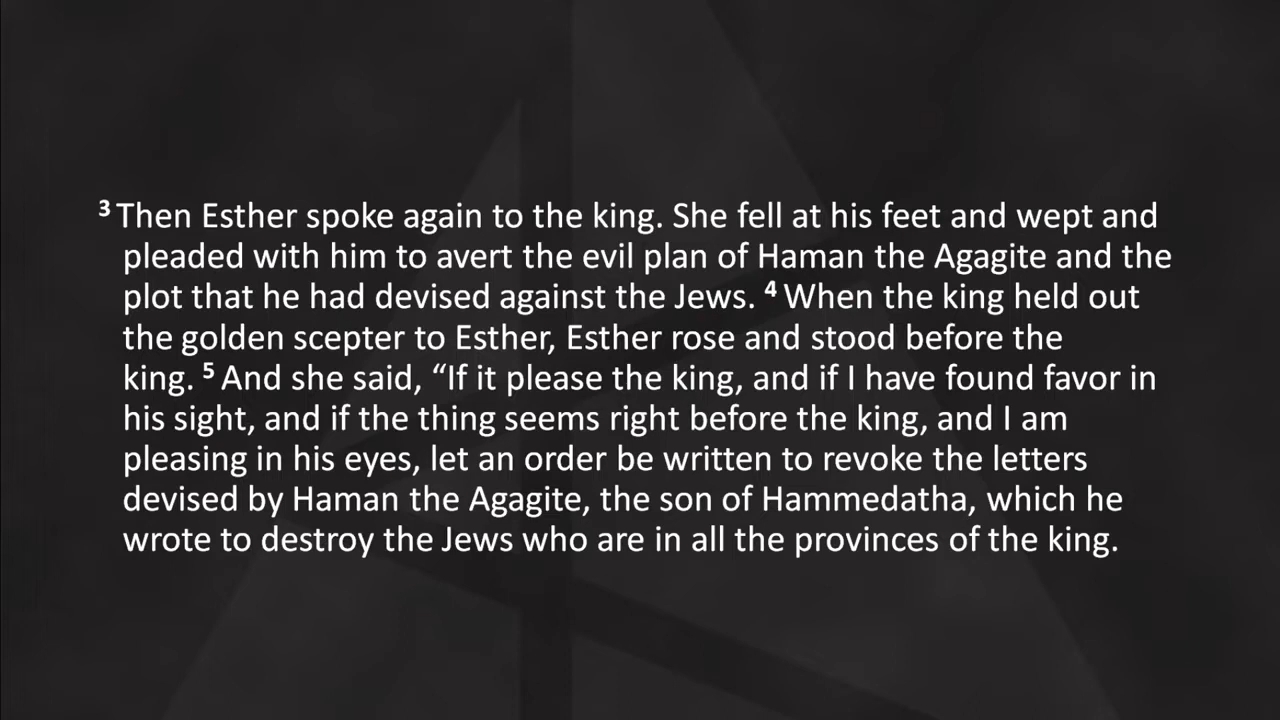 3 Then Esther spoke again to the king. She fell at his feet and wept and
pleaded with him to avert the evil plan of Haman the Agagite and the
plot that he had devised against the Jews. 4 When the king held out
the golden scepter to Esther, Esther rose and stood before the
king. 5 And she said, “If it please the king, and if I have found favor in
his sight, and if the thing seems right before the king, and I am
pleasing in his eyes, let an order be written to revoke the letters
devised by Haman the Agagite, the son of Hammedatha, which he
wrote to destroy the Jews who are in all the provinces of the king.